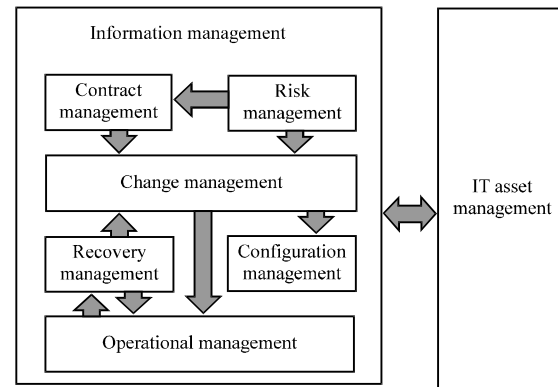 Information management
Contract
management
Risk
management
Change management
IT asset
management
Recovery
management
Configuration
management
Operational management